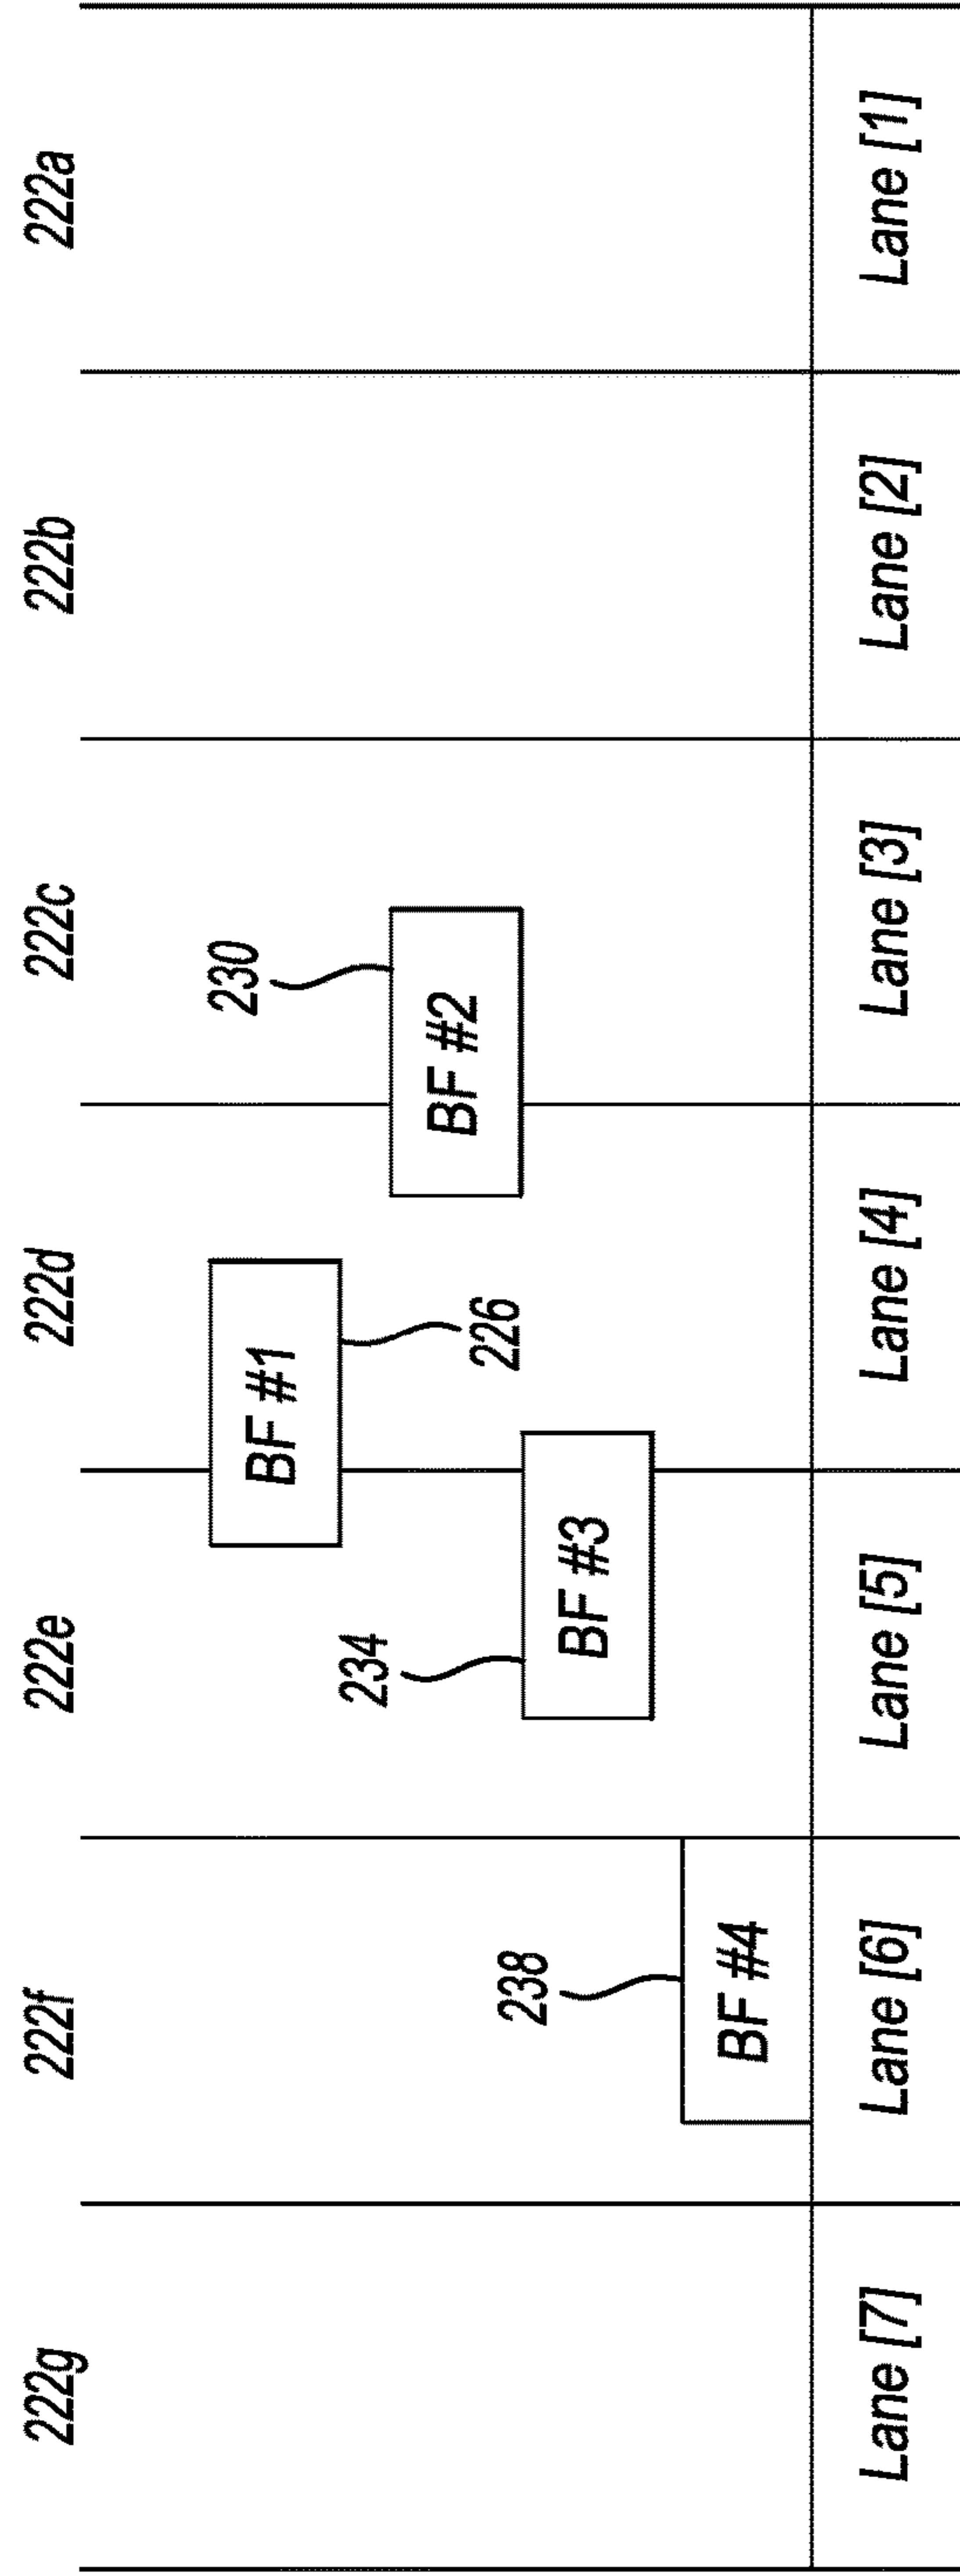 222g 222f 222e 222d 222c 222b 222a
BF #1
230
234
BF #2
226
238
BF #3
BF #4
Lane [7] Lane [6] Lane [5] Lane [4] Lane [3] Lane [2] Lane [1]